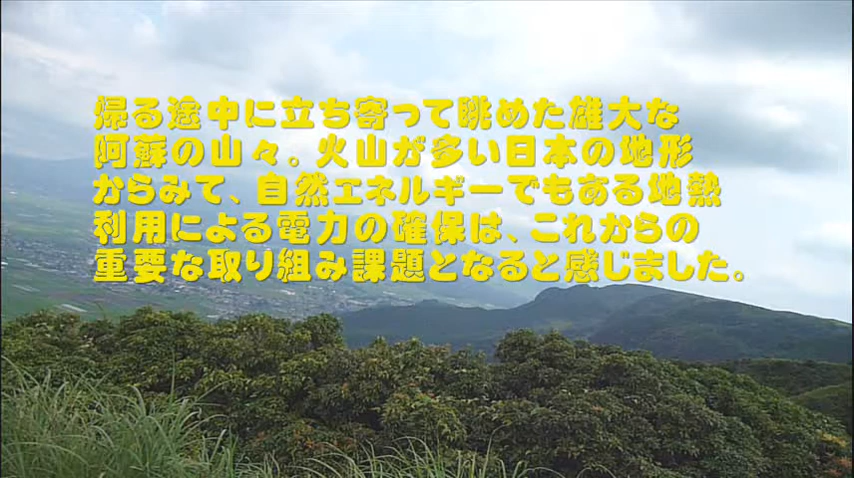 帰る途中に立ち寄って眺めた雄大な
阿蘇の山々。火山が多い日本の地形
からみて、自然エネルギーでもある地熱
利用による電力の確保は、これからの
重要な取り組み課題となると感じました。